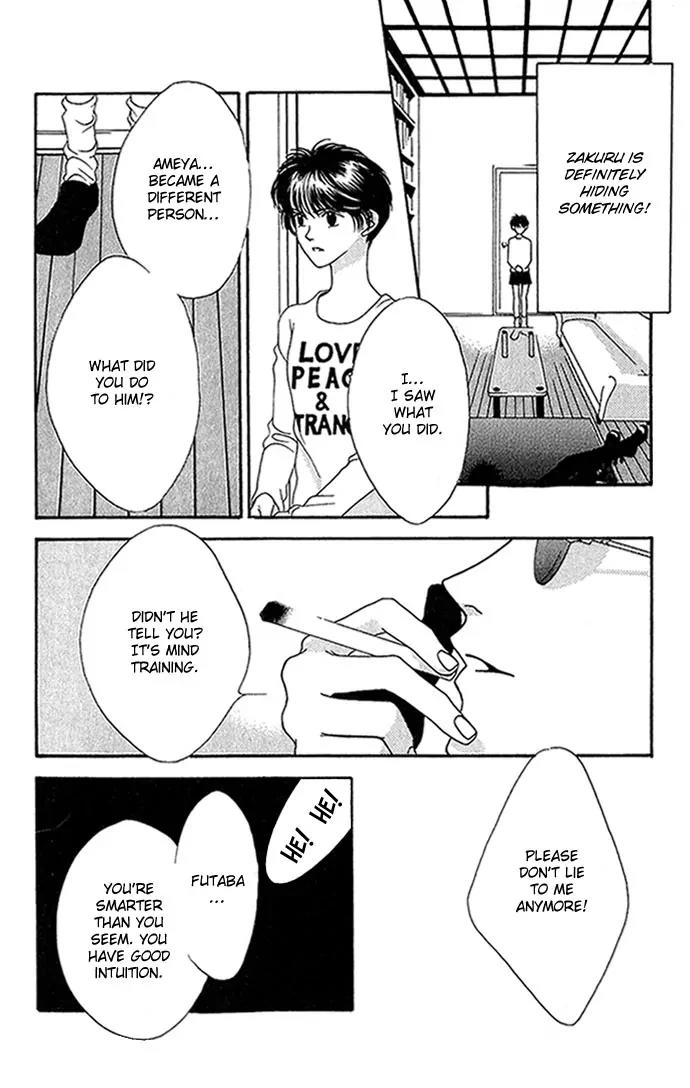 ZAKURU IS
DEFINITELY
HIDING
SOMETHING!
I...
I SAW
WHAT
YOU DID.
LOVE
PEAC
&
TRAN
AMEYA...
BECAME A
DIFFERENT
PERSON...
WHAT DID
YOU DO
TO HIM!?
DIDN'T HE
TELL YOU?
IT'S MIND
TRAINING.
PLEASE
DON'T LIE
TO ME
ANYMORE!
HE! HE!
FUTABA
...
YOU'RE
SMARTER
THAN YOU
SEEM. YOU
HAVE GOOD
INTUITION.